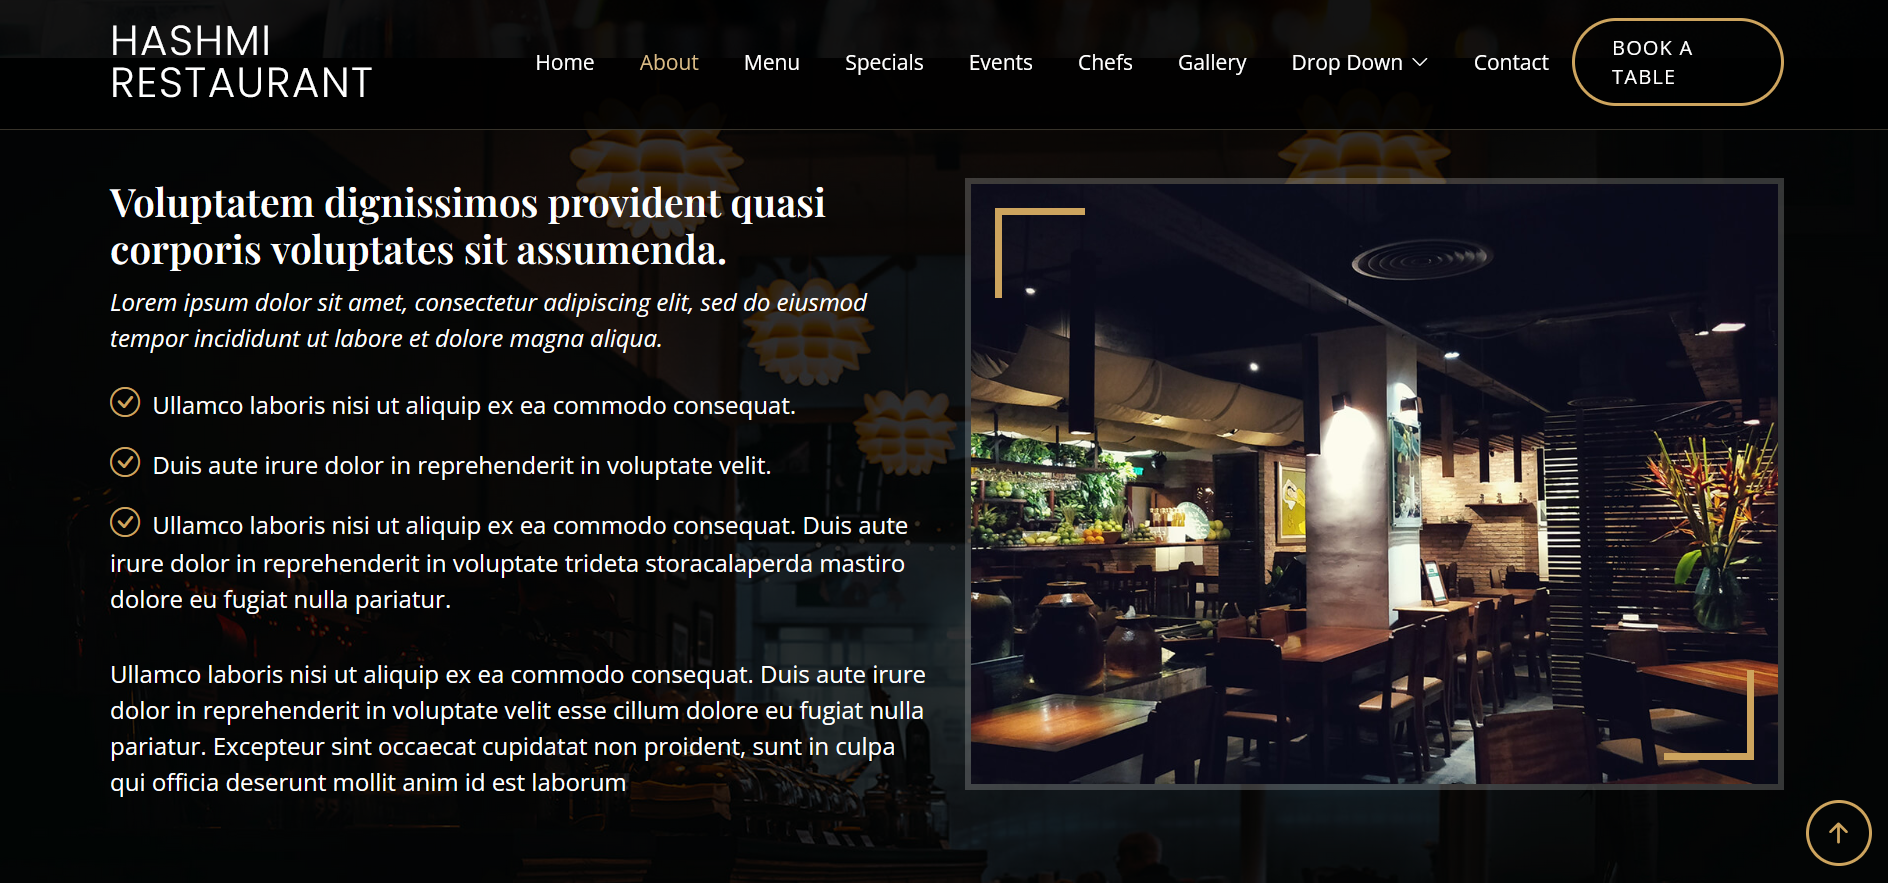 HASHMI
RESTAURANT
Home About Menu Specials Events Chefs Gallery Drop Down Contact
BOOK A
TABLE
Voluptatem dignissimos provident quasi
corporis voluptates sit assumenda.
Lorem ipsum dolor sit amet, consectetur adipiscing elit, sed do eiusmod
tempor incididunt ut labore et dolore magna aliqua.
Ullamco laboris nisi ut aliquip ex ea commodo consequat.
Duis aute irure dolor in reprehenderit in voluptate velit.
Ullamco laboris nisi ut aliquip ex ea commodo consequat. Duis aute
irure dolor in reprehenderit in voluptate trideta storacalaperda mastiro
dolore eu fugiat nulla pariatur.
Ullamco laboris nisi ut aliquip ex ea commodo consequat. Duis aute irure
dolor in reprehenderit in voluptate velit esse cillum dolore eu fugiat nulla
pariatur. Excepteur sint occaecat cupidatat non proident, sunt in culpa
qui officia deserunt mollit anim id est laborum